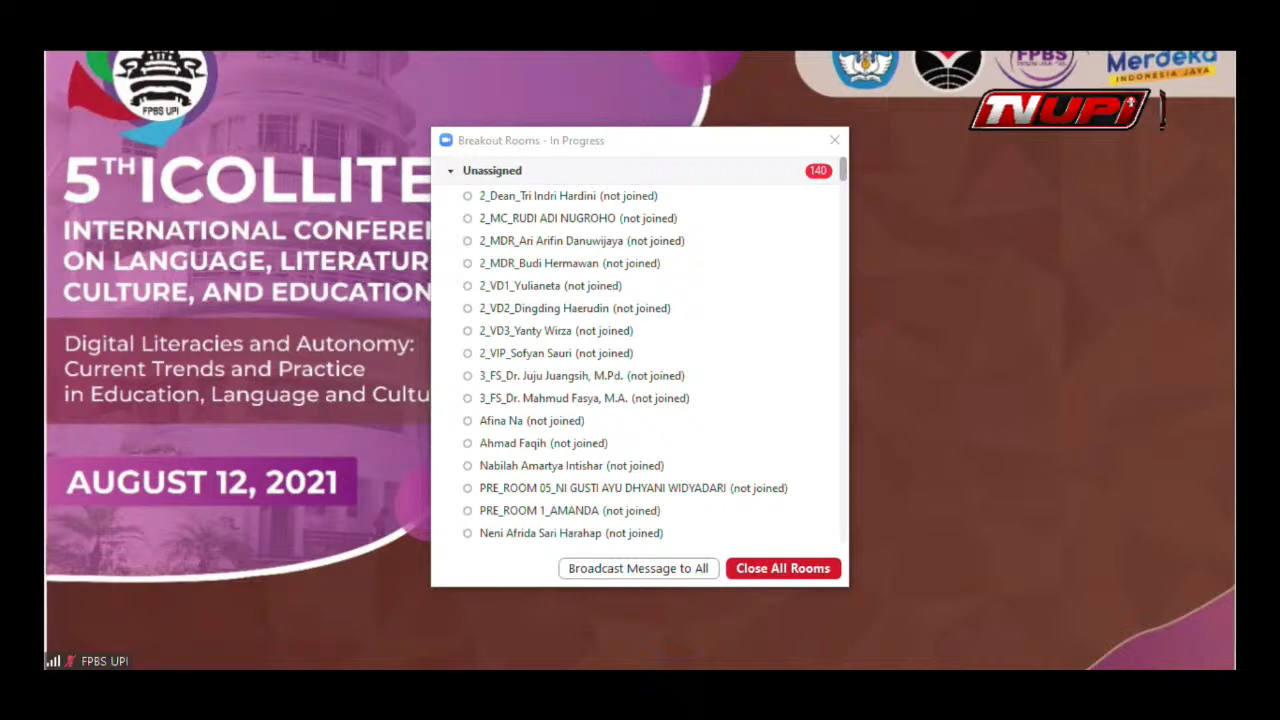 FPBS UPI
FPBS
Merdeka
INDONESIA JAYA
TVUPI
5TH ICOLLITE
INTERNATIONAL CONFEREN
ON LANGUAGE, LITERATUR
CULTURE, AND EDUCATION
Digital Literacies and Autonomy:
Current Trends and Practice
in Education, Language and Cultu
AUGUST 12, 2021
Breakout Rooms - In Progress
Unassigned 140
2_Dean_Tri Indri Hardini (not joined)
2_MC_RUDI ADI NUGROHO (not joined)
2_MDR_Ari Arifin Danuwijaya (not joined)
2_MDR_Budi Hermawan (not joined)
2_VD1_Yulianeta (not joined)
2_VD2_Dingding Haerudin (not joined)
2_VD3_Yanty Wirza (not joined)
2_VIP_Sofyan Sauri (not joined)
3_FS_Dr. Juju Juangsih, M.Pd. (not joined)
3_FS_Dr. Mahmud Fasya, M.A. (not joined)
Afina Na (not joined)
Ahmad Faqih (not joined)
Nabilah Amartya Intishar (not joined)
PRE_ROOM 05_NI GUSTI AYU DHYANI WIDYADARI (not joined)
PRE_ROOM 1_AMANDA (not joined)
Neni Afrida Sari Harahap (not joined)
Broadcast Message to All
Close All Rooms
FPBS UPI